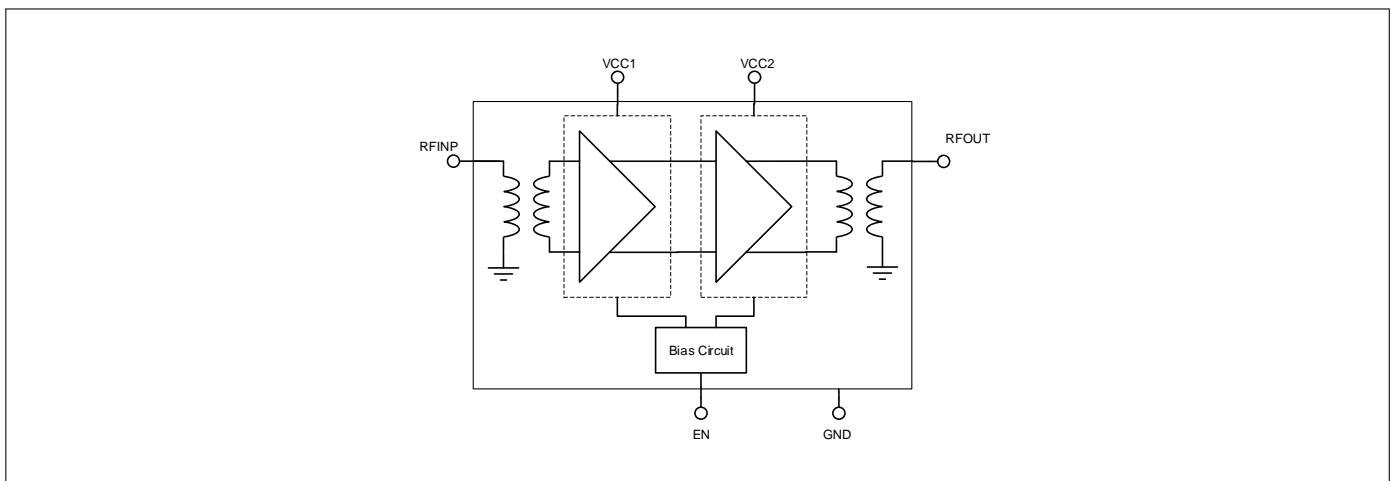 VCC1
VCC2
RFINP
RFOUT
Bias Circuit
EN
GND